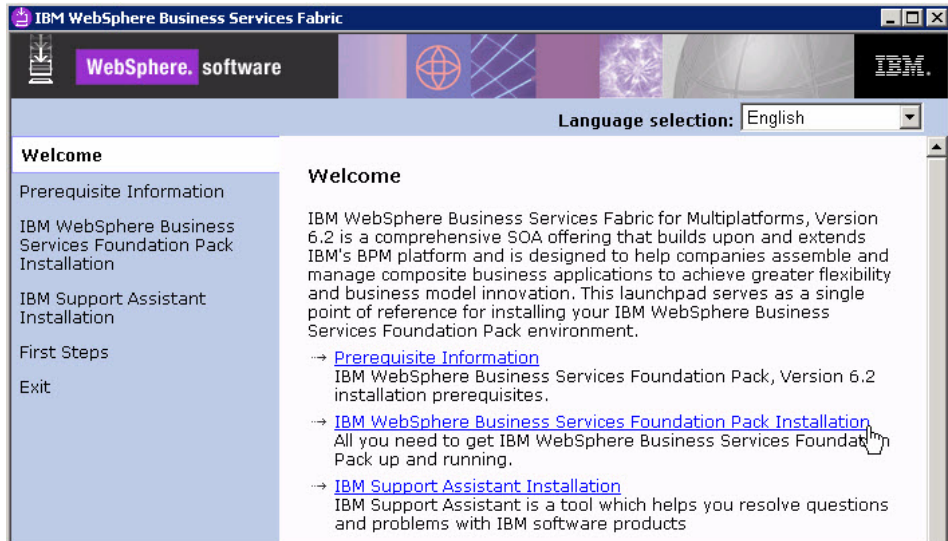 IBM WebSphere Business Services Fabric
WebSphere. software
IBM.
Language selection: English
Welcome
Prerequisite Information
IBM WebSphere Business
Services Foundation Pack
Installation
IBM Support Assistant
Installation
First Steps
Exit
Welcome
IBM WebSphere Business Services Fabric for Multiplatforms, Version
6.2 is a comprehensive SOA offering that builds upon and extends
IBM's BPM platform and is designed to help companies assemble and
manage composite business applications to achieve greater flexibility
and business model innovation. This launchpad serves as a single
point of reference for installing your IBM WebSphere Business
Services Foundation Pack environment.
Prerequisite Information
IBM WebSphere Business Services Foundation Pack, Version 6.2
installation prerequisites.
IBM WebSphere Business Services Foundation Pack Installation
All you need to get IBM WebSphere Business Services Foundation
Pack up and running.
IBM Support Assistant Installation
IBM Support Assistant is a tool which helps you resolve questions
and problems with IBM software products